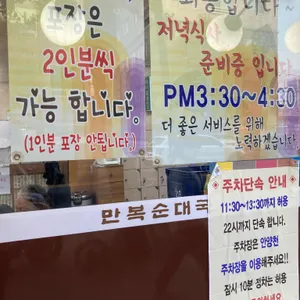 포장은
2인분씩
가능 합니다.
(1인분 포장 안됩니다.)
저녁식사
준비중 입니다
PM3:30~4:30
더 좋은 서비스를 위해
노력하겠습
만복순대국
주차단속 안내
11:30~13:30까지 허용
22시까지 단속 합니다.
주차장은 안양천
주차장을 이용해주세요!!
잠시 10분 정차는 허용